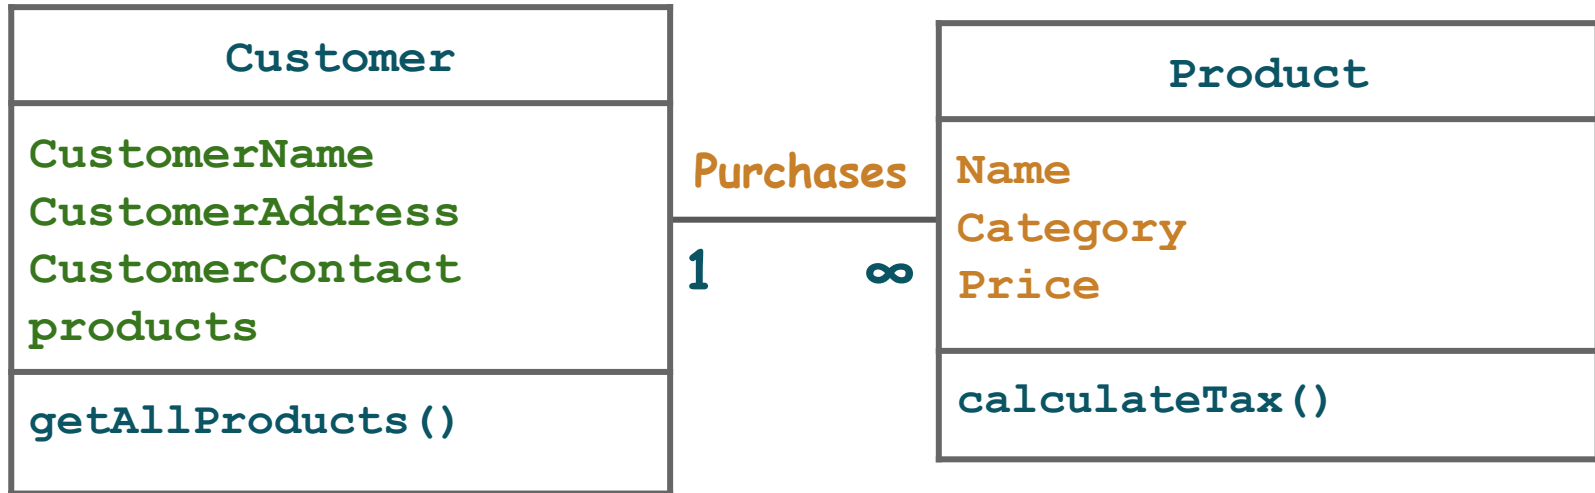 Customer
CustomerName
CustomerAddress
CustomerContact
products
getAllProducts()
Purchases
1 ∞
Product
Name
Category
Price
calculateTax()